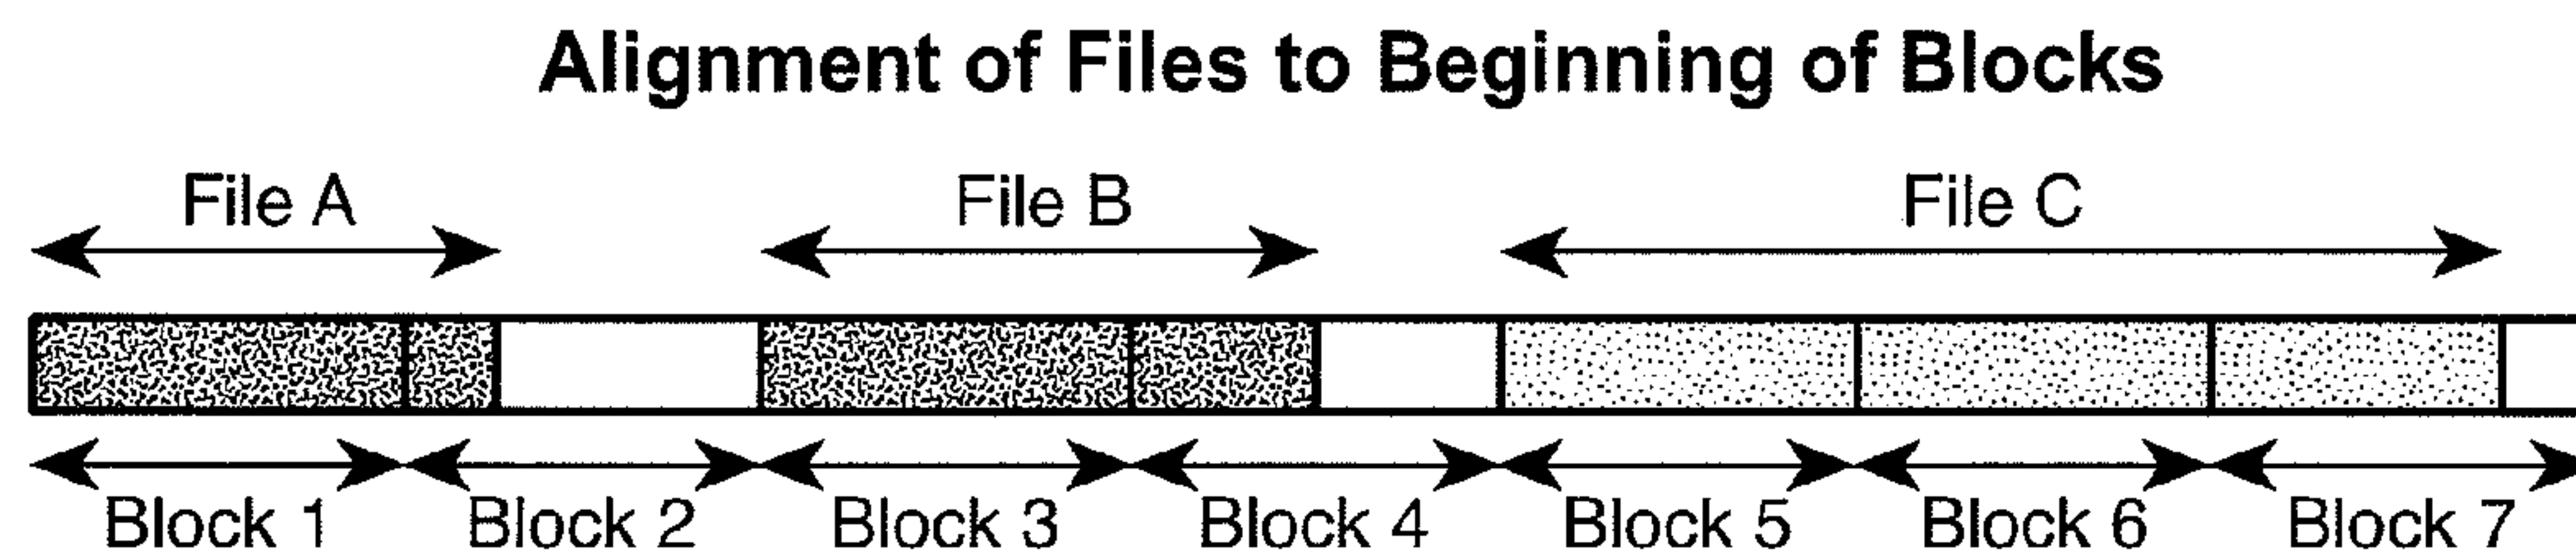 Alignment of Files to Beginning of Blocks
File A File B File C
Block 1 Block 2 Block 3 Block 4 Block 5 Block 6 Block 7